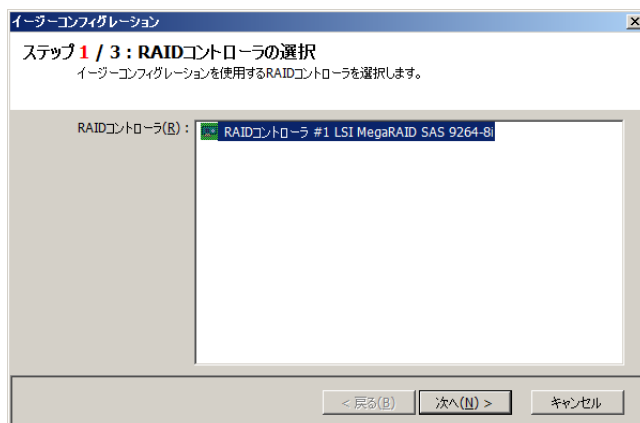 イージーコンフィグレーション
ステップ 1 / 3 : RAIDコントローラの選択
イージーコンフィグレーションを使用するRAIDコントローラを選択します。
RAIDコントローラ(R) : RAIDコントローラ #1 LSI MegaRAID SAS 9264-8i
< 戻る(B) 次へ(N) > キャンセル